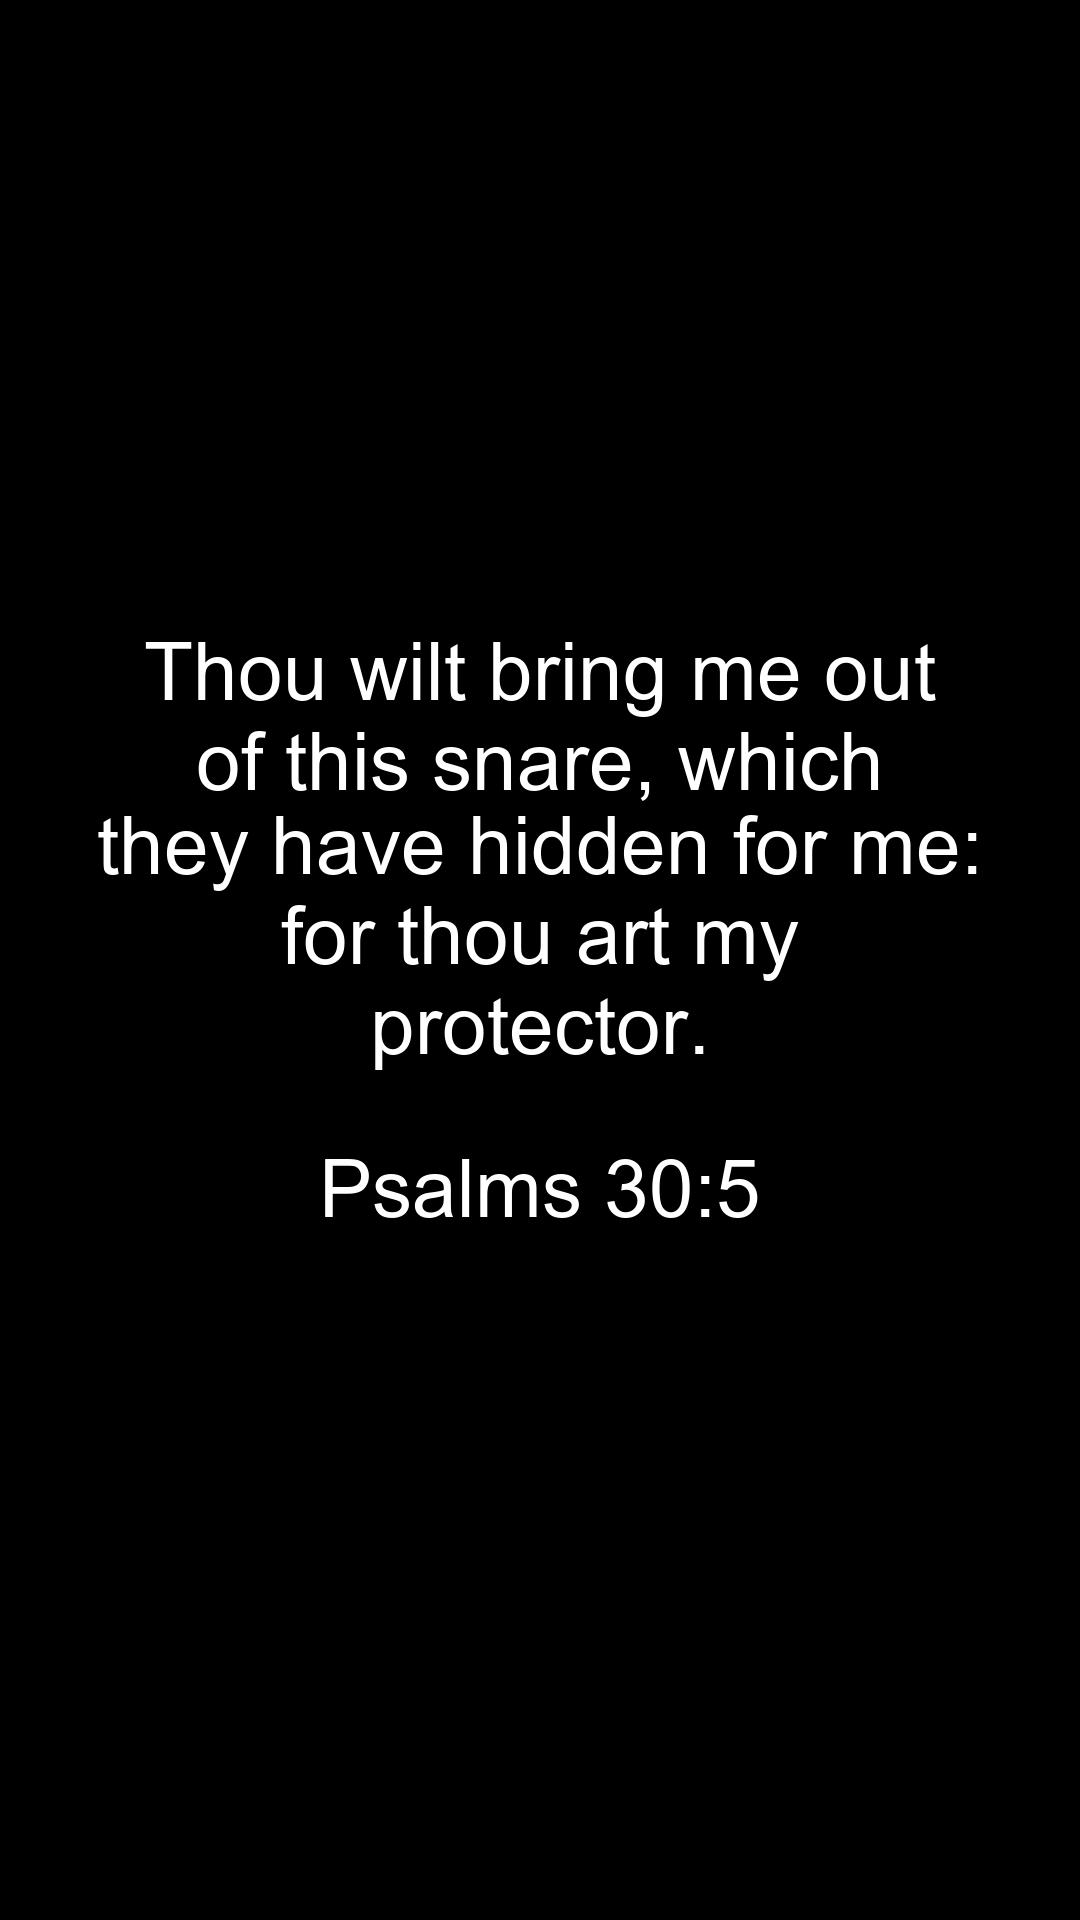 Thou wilt bring me out
of this snare, which
they have hidden for me:
for thou art my
protector.
Psalms 30:5